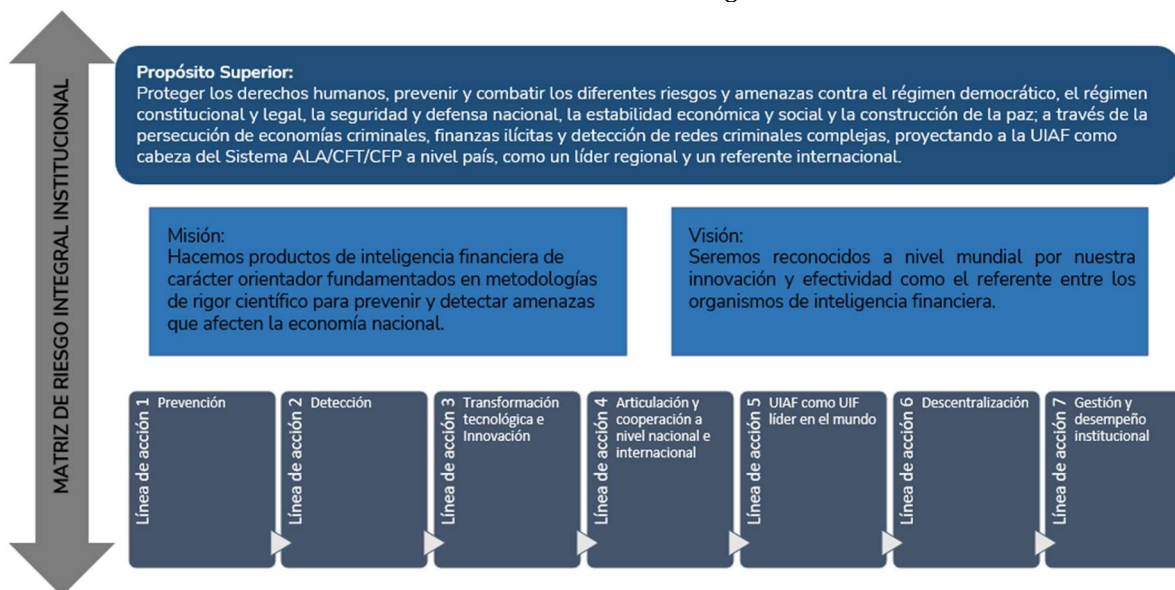 MATRIZ DE RIESGO INTEGRAL INSTITUCIONAL
Propósito Superior:
Proteger los derechos humanos, prevenir y combatir los diferentes riesgos y amenazas contra el régimen democrático, el régimen
constitucional y legal, la seguridad y defensa nacional, la estabilidad económica y social y la construcción de la paz; a través de la
persecución de economías criminales, finanzas ilícitas y detección de redes criminales complejas, proyectando a la UIAF como
cabeza del Sistema ALA/CFT/CFP a nivel país, como un líder regional y un referente internacional.
Misión:
Hacemos productos de inteligencia financiera de
carácter orientador fundamentados en metodologías
de rigor científico para prevenir y detectar amenazas
que afecten la economía nacional.
Visión:
Seremos reconocidos a nivel mundial por nuestra
innovación y efectividad como el referente entre los
organismos de inteligencia financiera.
Línea de acción 1
Prevención
Línea de acción 2
Detección
Línea de acción 3
Transformación
tecnológica e
Innovación
Línea de acción 4
Articulación y
cooperación a
nivel nacional e
internacional
Línea de acción 5
UIAF como UIF
líder en el mundo
Línea de acción 6
Descentralización
Línea de acción 7
Gestión y
desempeño
institucional